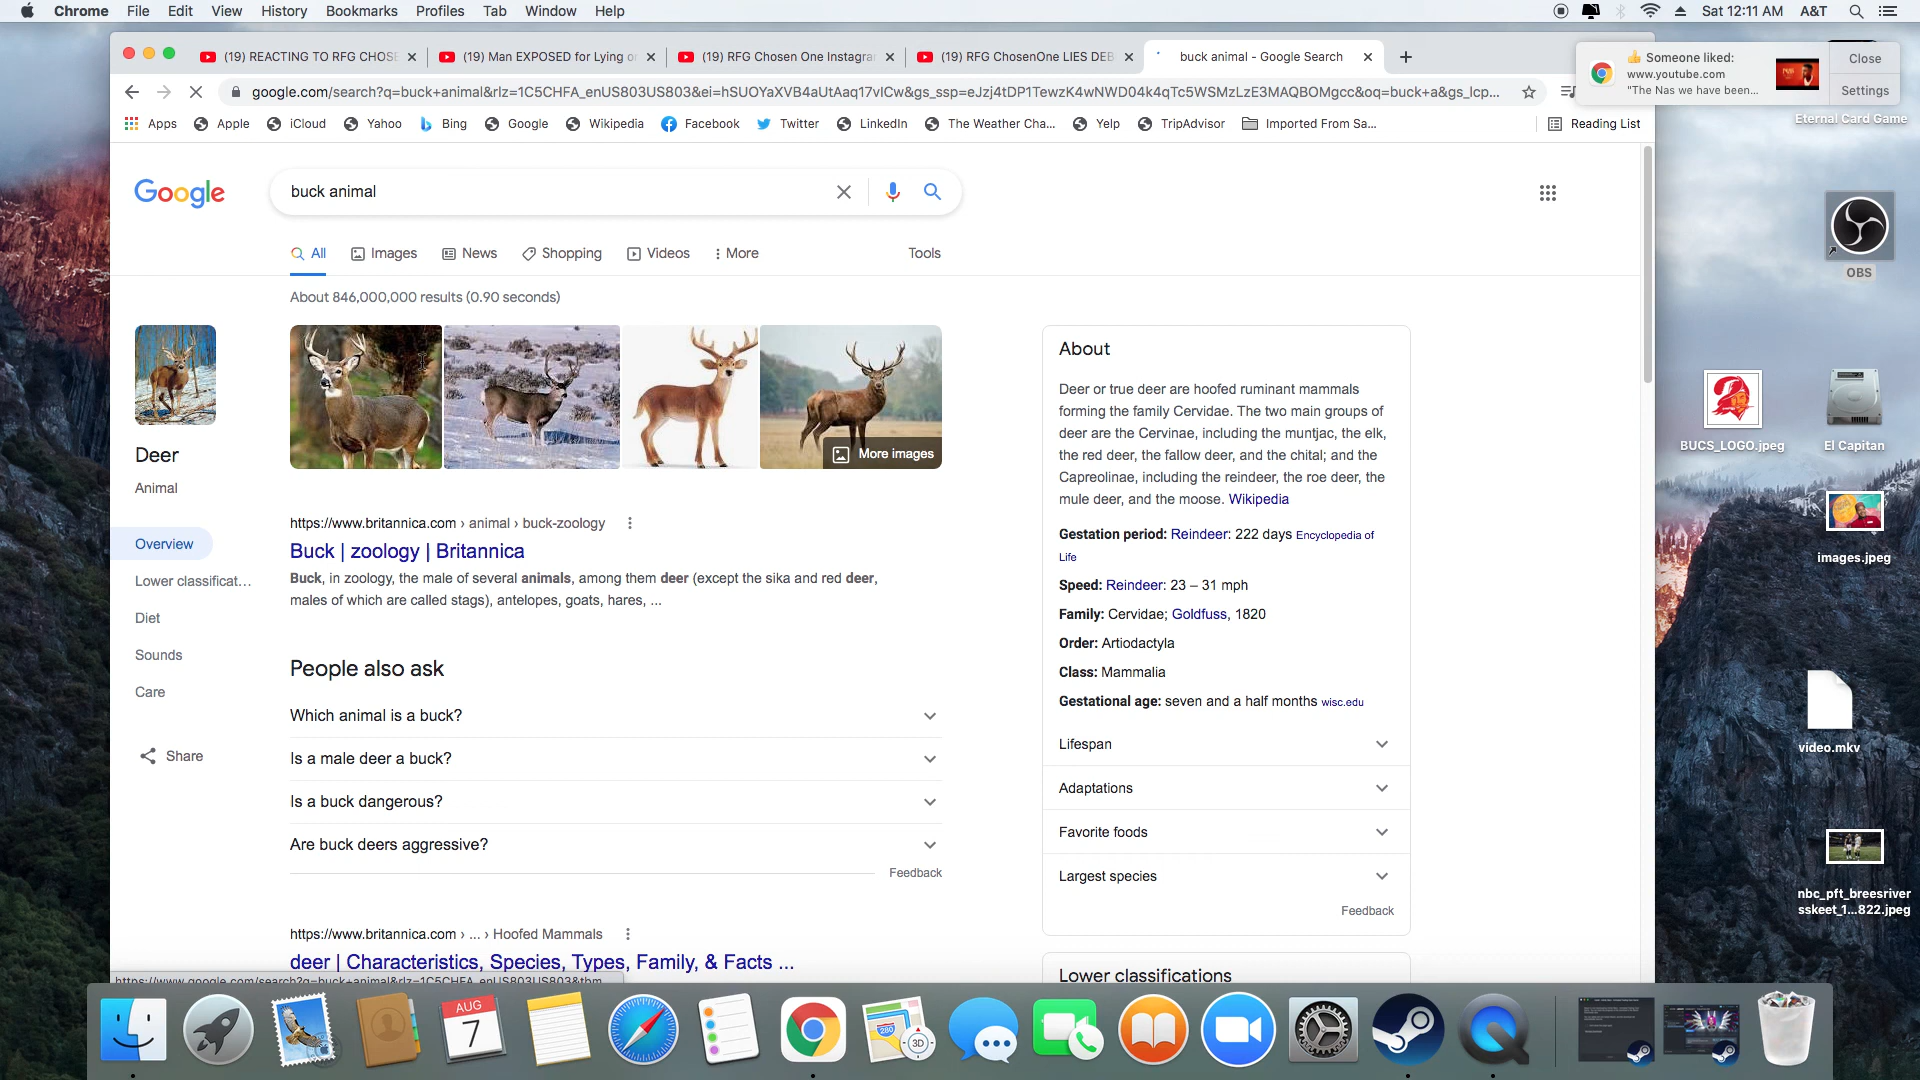 Chrome File Edit View History Bookmarks Profiles Tab Window Help
Sat 12:11 AM A&T
(19) REACTING TO RFG CHOSE
(19) Man EXPOSED for Lying o
(19) RFG Chosen One Instagra
(19) RFG ChosenOne LIES DEB
buck animal - Google Search
google.com/search?q=buck+animal&rlz=1C5CHFA_enUS803US803&ei=hSUOYaXVB4aUtAaq17vICw&gs_ssp=eJzj4tDP1TewzK4wNWD04k4qTc5WSMzLzE3MAQBOMgcc&oq=buck+a&gs_lcp...
👍 Someone liked:
www.youtube.com
"The Nas we have been...
Close
Settings
Apps Apple iCloud Yahoo Bing Google Wikipedia Facebook Twitter LinkedIn The Weather Cha... Yelp TripAdvisor Imported From Sa... Reading List
Google
buck animal
All Images News Shopping Videos More Tools
About 846,000,000 results (0.90 seconds)
Deer
Animal
Overview
Lower classificat...
Diet
Sounds
Care
Share
More images
https://www.britannica.com › animal › buck-zoology
Buck | zoology | Britannica
Buck, in zoology, the male of several animals, among them deer (except the sika and red deer,
males of which are called stags), antelopes, goats, hares, ...
People also ask
Which animal is a buck?
Is a male deer a buck?
Is a buck dangerous?
Are buck deers aggressive?
Feedback
https://www.britannica.com › ... › Hoofed Mammals
deer | Characteristics, Species, Types, Family, & Facts ...
https://www.google.com/search?q=buck+animal&rlz=1C5CHFA_enUS803US803&tbm
About
Deer or true deer are hoofed ruminant mammals
forming the family Cervidae. The two main groups of
deer are the Cervinae, including the muntjac, the elk,
the red deer, the fallow deer, and the chital; and the
Capreolinae, including the reindeer, the roe deer, the
mule deer, and the moose. Wikipedia
Gestation period: Reindeer: 222 days Encyclopedia of
Life
Speed: Reindeer: 23 – 31 mph
Family: Cervidae; Goldfuss, 1820
Order: Artiodactyla
Class: Mammalia
Gestational age: seven and a half months wisc.edu
Lifespan
Adaptations
Favorite foods
Largest species
Feedback
Lower classifications
Eternal Card Game
OBS
BUCS_LOGO.jpeg
El Capitan
images.jpeg
video.mkv
nbc_pft_breesriver
sskeet_1...822.jpeg
AUG
7
280
3D